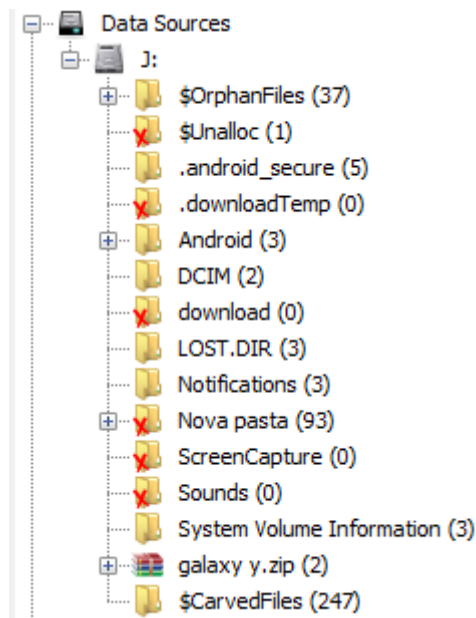 Data Sources
J:
$OrphanFiles (37)
$Unalloc (1)
.android_secure (5)
.downloadTemp (0)
Android (3)
DCIM (2)
download (0)
LOST.DIR (3)
Notifications (3)
Nova pasta (93)
ScreenCapture (0)
Sounds (0)
System Volume Information (3)
galaxy y.zip (2)
$CarvedFiles (247)